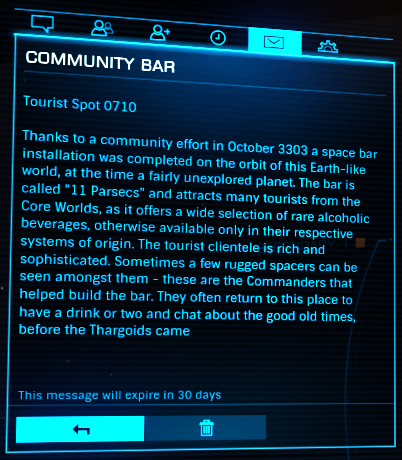 COMMUNITY BAR
Tourist Spot 0710
Thanks to a community effort in October 3303 a space bar
installation was completed on the orbit of this Earth-like
world, at the time a fairly unexplored planet. The bar is
called "11 Parsecs" and attracts many tourists from the
Core Worlds, as it offers a wide selection of rare alcoholic
beverages, otherwise available only in their respective
systems of origin. The tourist clientele is rich and
sophisticated. Sometimes a few rugged spacers can be
seen amongst them - these are the Commanders that
helped build the bar. They often return to this place to
have a drink or two and chat about the good old times,
before the Thargoids came
This message will expire in 30 days